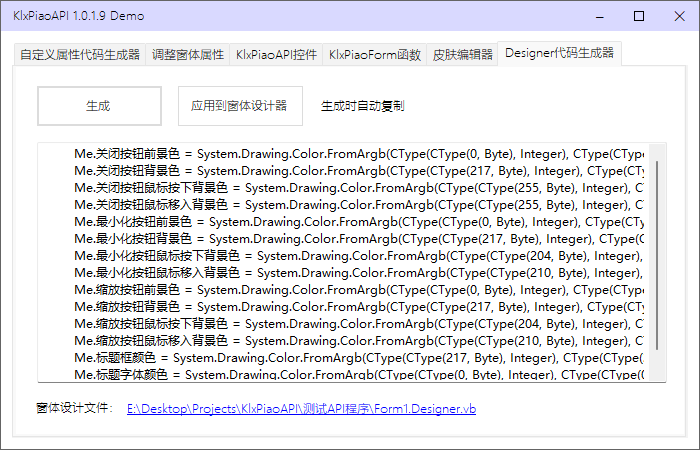 KlxPiaoAPI 1.0.1.9 Demo
自定义属性代码生成器 调整窗体属性 KlxPiaoAPI控件 KlxPiaoForm函数 皮肤编辑器 Designer代码生成器
生成 应用到窗体设计器 生成时自动复制
Me.关闭按钮前景色 = System.Drawing.Color.FromArgb(CType(CType(0, Byte), Integer), CType(CTyp
Me.关闭按钮背景色 = System.Drawing.Color.FromArgb(CType(CType(217, Byte), Integer), CType(C
Me.关闭按钮鼠标按下背景色 = System.Drawing.Color.FromArgb(CType(CType(255, Byte), Integer), C
Me.关闭按钮鼠标移入背景色 = System.Drawing.Color.FromArgb(CType(CType(255, Byte), Integer), C
Me.最小化按钮前景色 = System.Drawing.Color.FromArgb(CType(CType(0, Byte), Integer), CType(CTy
Me.最小化按钮背景色 = System.Drawing.Color.FromArgb(CType(CType(217, Byte), Integer), CType(C
Me.最小化按钮鼠标按下背景色 = System.Drawing.Color.FromArgb(CType(CType(204, Byte), Integer),
Me.最小化按钮鼠标移入背景色 = System.Drawing.Color.FromArgb(CType(CType(210, Byte), Integer),
Me.缩放按钮前景色 = System.Drawing.Color.FromArgb(CType(CType(0, Byte), Integer), CType(CTyp
Me.缩放按钮背景色 = System.Drawing.Color.FromArgb(CType(CType(217, Byte), Integer), CType(C
Me.缩放按钮鼠标按下背景色 = System.Drawing.Color.FromArgb(CType(CType(204, Byte), Integer), C
Me.缩放按钮鼠标移入背景色 = System.Drawing.Color.FromArgb(CType(CType(210, Byte), Integer), C
Me.标题框颜色 = System.Drawing.Color.FromArgb(CType(CType(217, Byte), Integer), CType(CType(
Me.标题字体颜色 = System.Drawing.Color.FromArgb(CType(CType(0, Byte), Integer), CType(CType(0
窗体设计文件： E:\Desktop\Projects\KlxPiaoAPI\测试API程序\Form1.Designer.vb